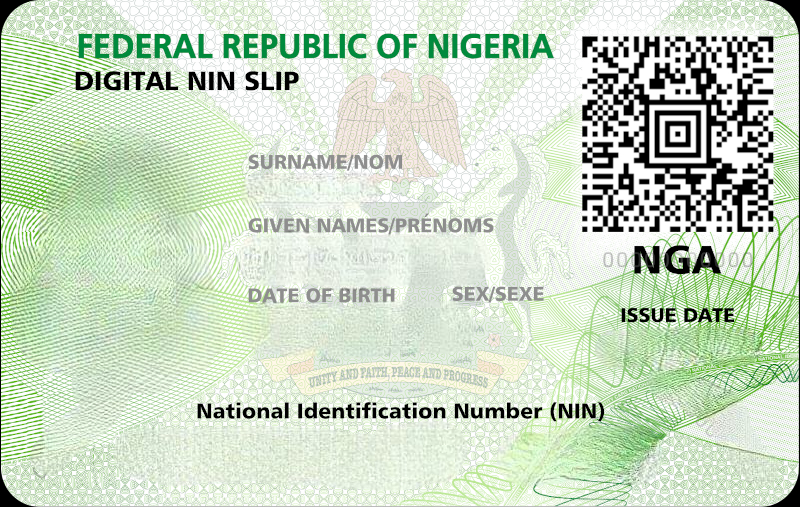 FEDERAL REPUBLIC OF NIGERIA
DIGITAL NIN SLIP
SURNAME/NOM
GIVEN NAMES/PRÉNOMS
DATE OF BIRTH SEX/SEXE
NGA
ISSUE DATE
UNITY AND FAITH, PEACE AND PROGRESS
National Identification Number (NIN)